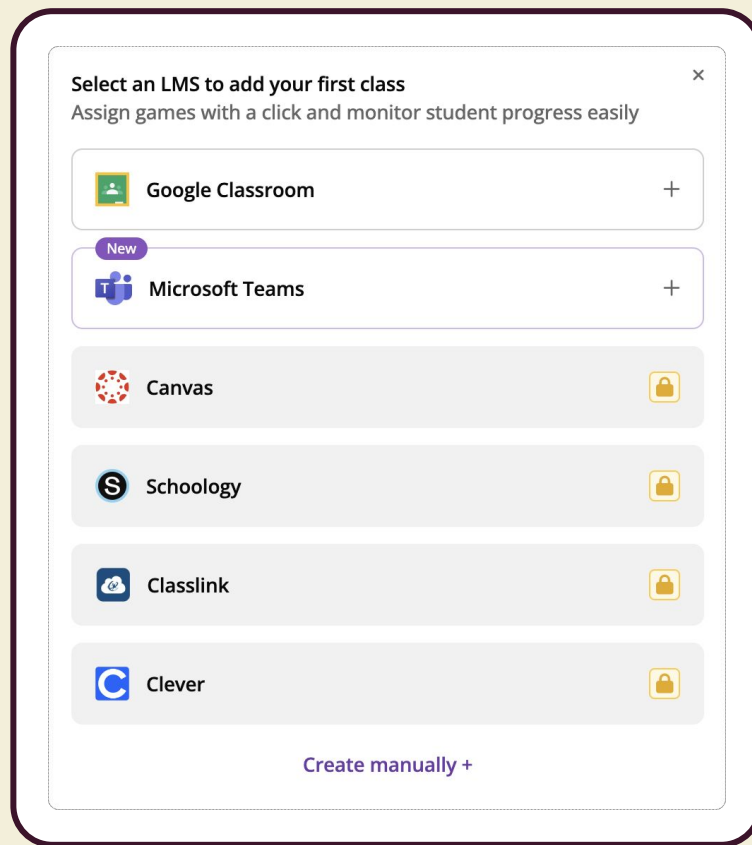 Select an LMS to add your first class
Assign games with a click and monitor student progress easily
Google Classroom
New
T
Microsoft Teams
Canvas
S
Schoology
Classlink
C
Clever
Create manually +